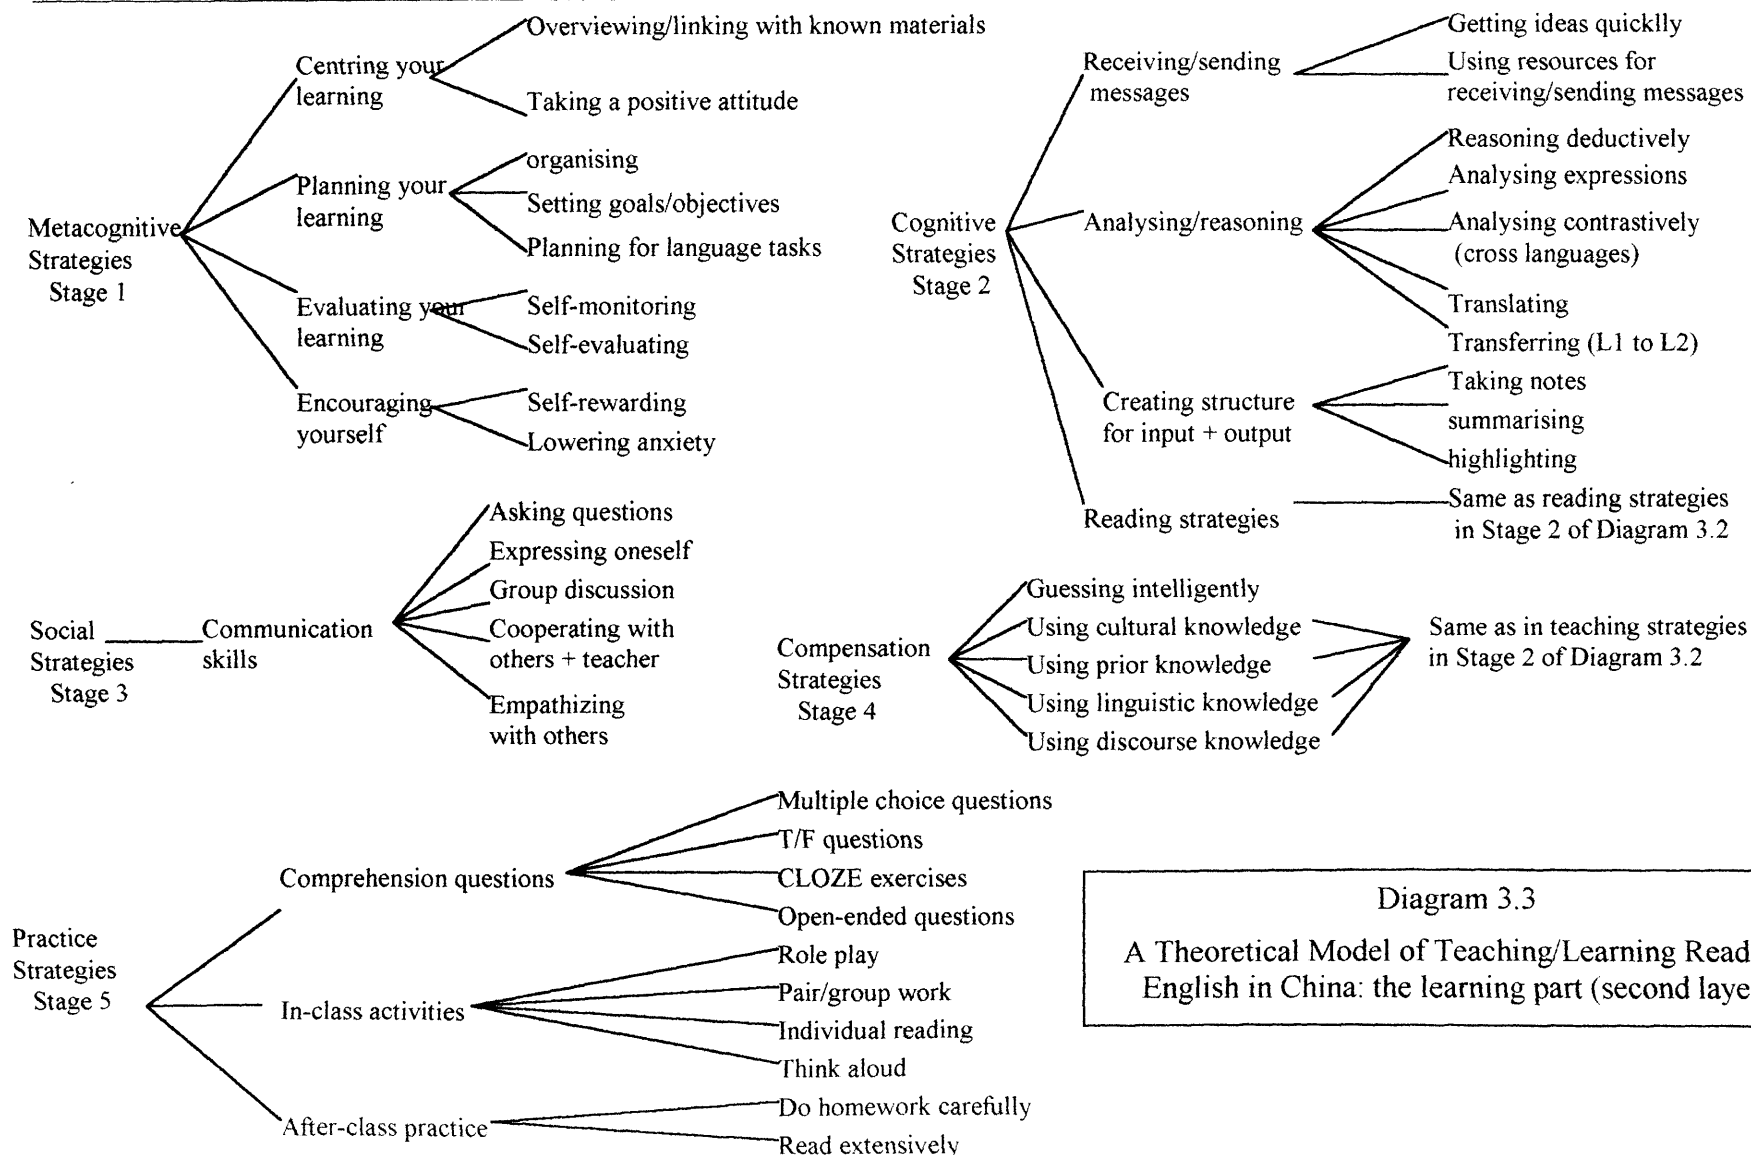 Overviewing/linking with known materials
Centring your
learning
Taking a positive attitude
organising
Planning your
learning
Setting goals/objectives
Planning for language tasks
Metacognitive
Strategies
Stage 1
Evaluating your
learning
Self-monitoring
Self-evaluating
Encouraging
yourself
Self-rewarding
Lowering anxiety
Getting ideas quicklly
Receiving/sending
messages
Using resources for
receiving/sending messages
Reasoning deductively
Analysing expressions
Cognitive
Strategies
Stage 2
Analysing/reasoning
Analysing contrastively
(cross languages)
Translating
Transferring (L1 to L2)
Taking notes
Creating structure
for input + output
summarising
highlighting
Reading strategies
Same as reading strategies
in Stage 2 of Diagram 3.2
Asking questions
Expressing oneself
Group discussion
Social
Strategies
Stage 3
Communication
skills
Cooperating with
others + teacher
Empathizing
with others
Guessing intelligently
Using cultural knowledge
Compensation
Strategies
Stage 4
Using prior knowledge
Using linguistic knowledge
Using discourse knowledge
Same as in teaching strategies
in Stage 2 of Diagram 3.2
Multiple choice questions
T/F questions
Comprehension questions
CLOZE exercises
Open-ended questions
Practice
Strategies
Stage 5
Role play
Pair/group work
In-class activities
Individual reading
Think aloud
Do homework carefully
After-class practice
Read extensively
Diagram 3.3
A Theoretical Model of Teaching/Learning Read
English in China: the learning part (second laye